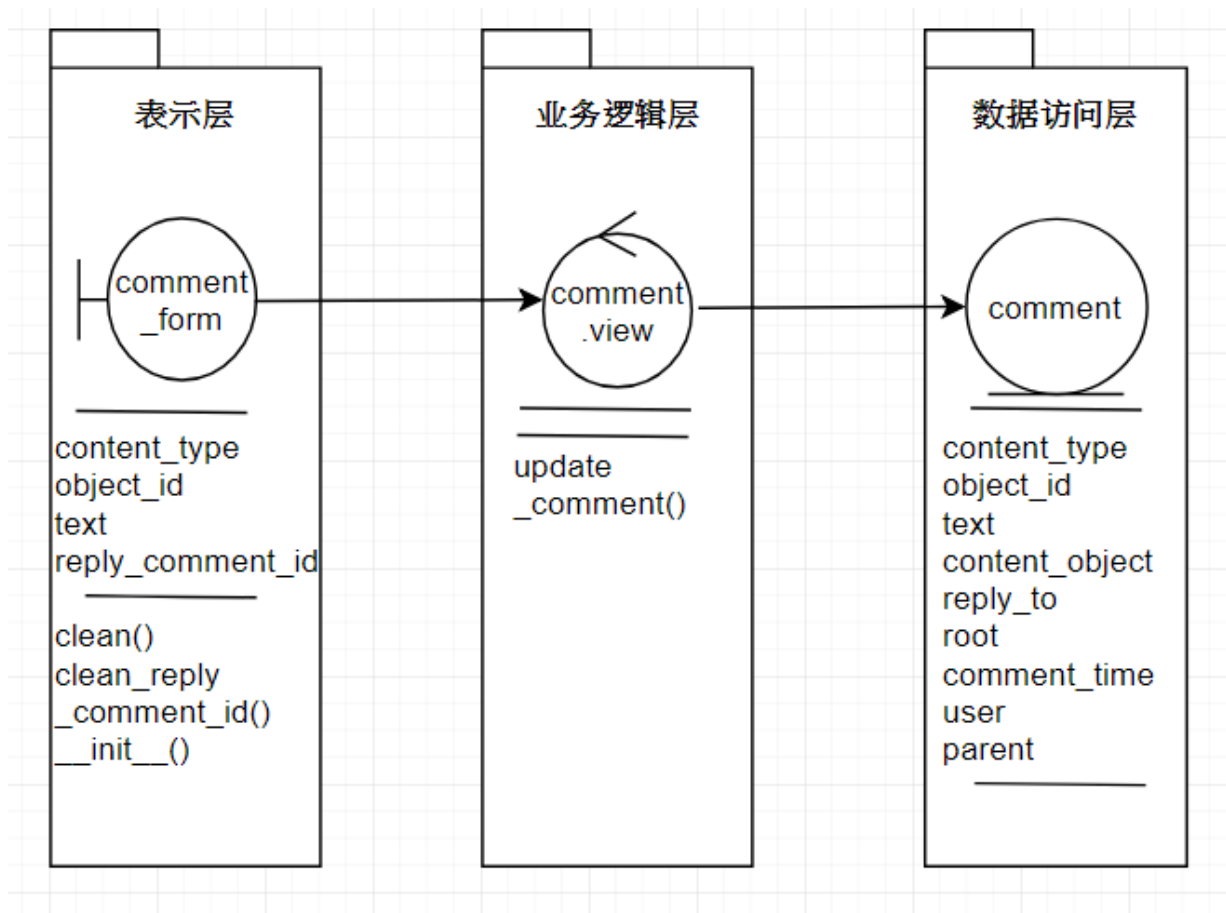 表示层
comment
_form
content_type
object_id
text
reply_comment_id
clean()
clean_reply
_comment_id()
__init__()
业务逻辑层
comment
.view
update
_comment()
数据访问层
comment
content_type
object_id
text
content_object
reply_to
root
comment_time
user
parent